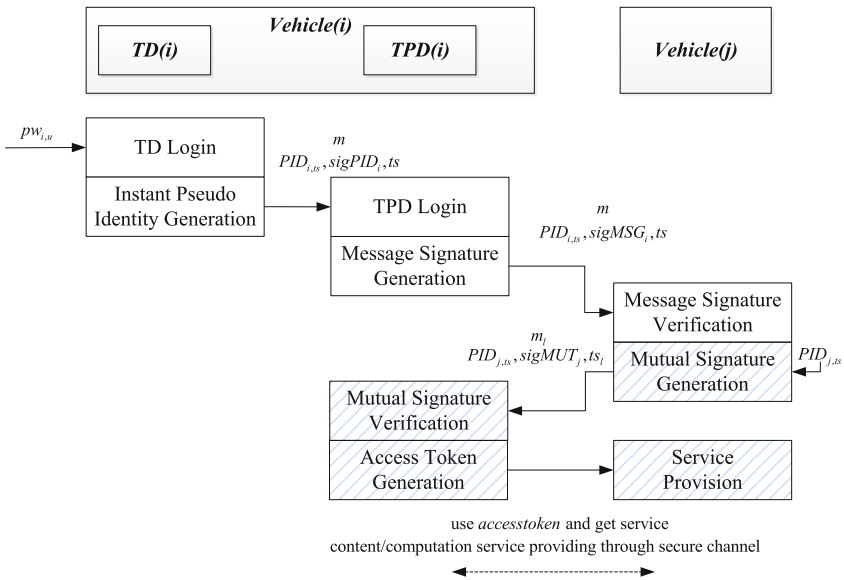 Vehicle(i)
TD(i)
TPD(i)
Vehicle(j)
pw_{i,u}
TD Login
Instant Pseudo
Identity Generation
m
PID_{i,ts}, sigPID_i, ts
TPD Login
Message Signature
Generation
m
PID_{i,ts}, sigMSG_i, ts
Message Signature
Verification
Mutual Signature
Generation
PID_{j,ts}
m_l
PID_{j,ts}, sigMUT_j, ts_l
Mutual Signature
Verification
Access Token
Generation
Service
Provision
use accesstoken and get service
content/computation service providing through secure channel